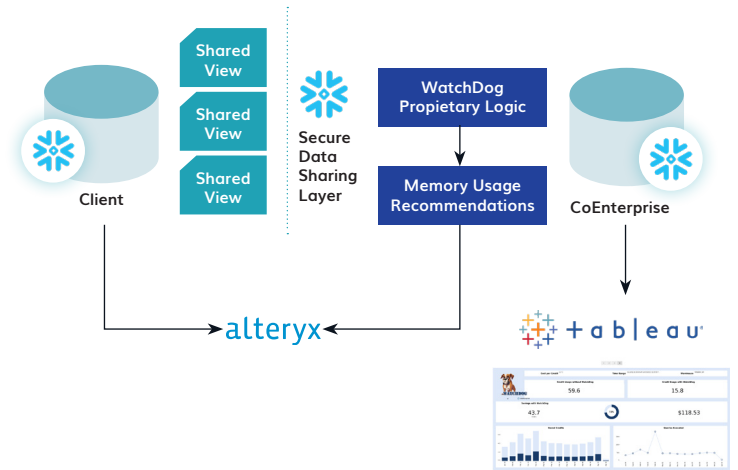 Shared
View
Shared
View
Shared
View
Client
Secure
Data
Sharing
Layer
WatchDog
Propietary Logic
Memory Usage
Recommendations
CoEnterprise
alteryx
+ a b l e a u
59.6
15.8
43.7
$118.53